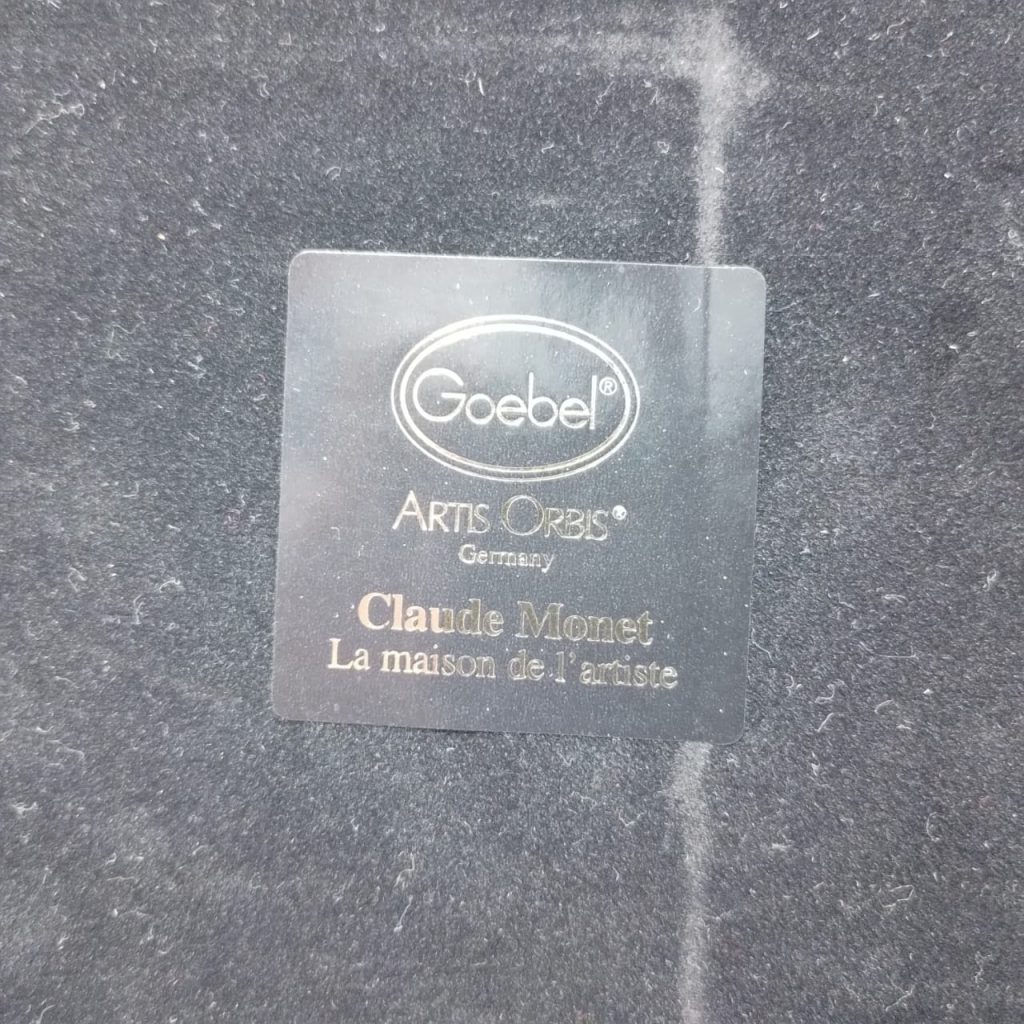 Goebel®
ARTIS ORBIS®
Germany
Claude Monet
La maison de l'artiste